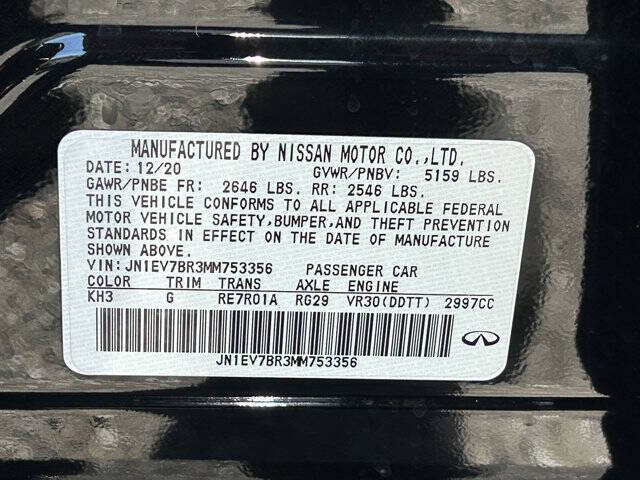 MANUFACTURED BY NISSAN MOTOR CO.,LTD.
DATE: 12/20 GVWR/PNBV: 5159 LBS.
GAWR/PNBE FR: 2646 LBS. RR: 2546 LBS.
THIS VEHICLE CONFORMS TO ALL APPLICABLE FEDERAL
MOTOR VEHICLE SAFETY,BUMPER,AND THEFT PREVENTION
STANDARDS IN EFFECT ON THE DATE OF MANUFACTURE
SHOWN ABOVE.
VIN:JN1EV7BR3MM753356 PASSENGER CAR
COLOR TRIM TRANS AXLE ENGINE
KH3 G RE7R01A RG29 VR30(DDTT) 2997CC
JN1EV7BR3MM753356